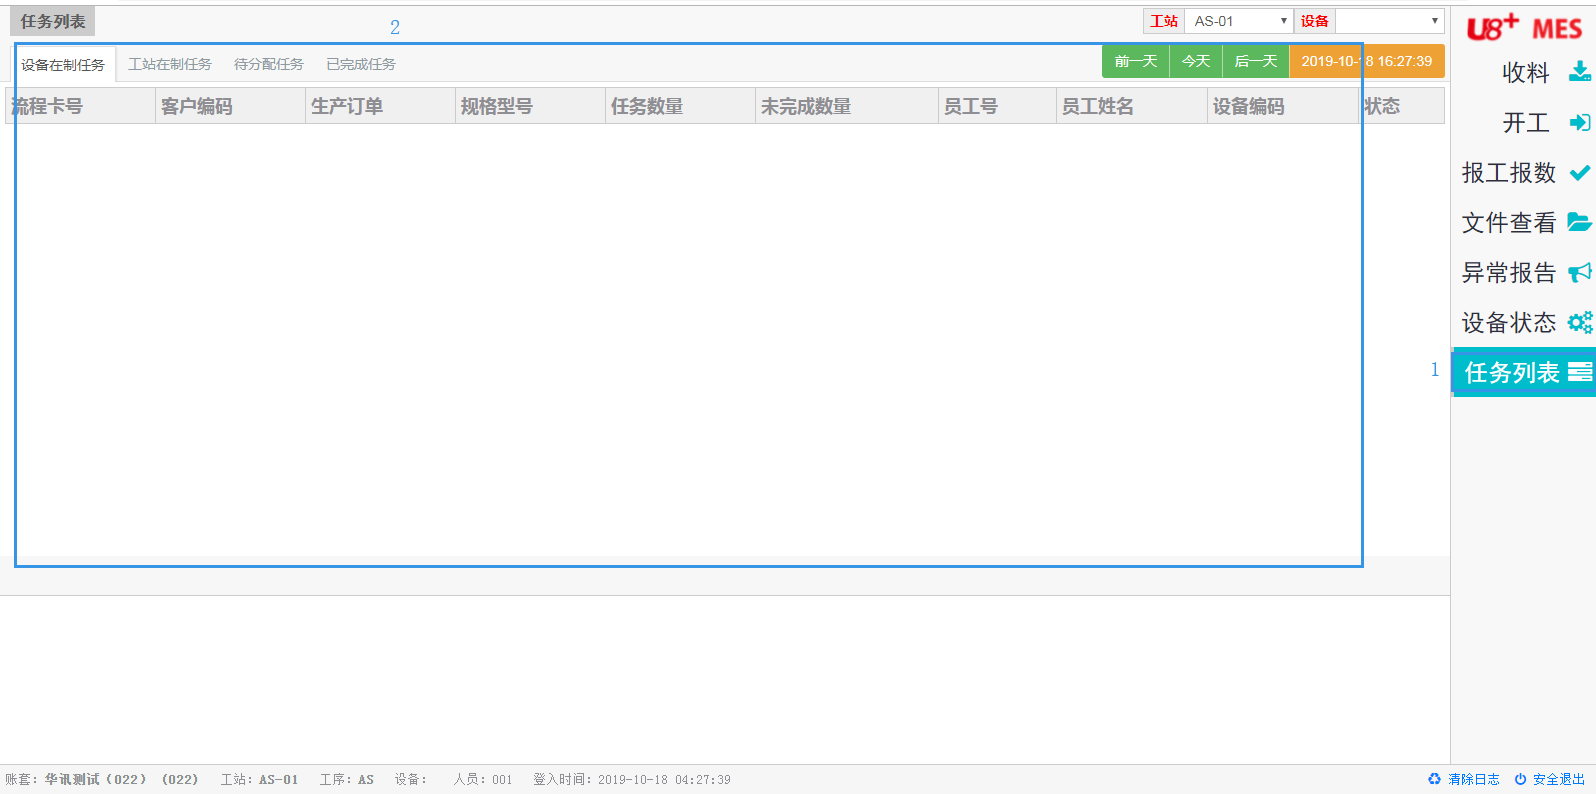 任务列表
2
工站 AS-01 设备
U8+ MES
设备在制任务 工站在制任务 待分配任务 已完成任务
前一天 今天 后一天 2019-10-18 16:27:39
流程卡号 客户编码 生产订单 规格型号 任务数量 未完成数量 员工号 员工姓名 设备编码 状态
收料
开工
报工报数
文件查看
异常报告
设备状态
1
任务列表
账套: 华讯测试（022） (022) 工站: AS-01 工序: AS 设备: 人员: 001 登入时间: 2019-10-18 04:27:39
清除日志 安全退出